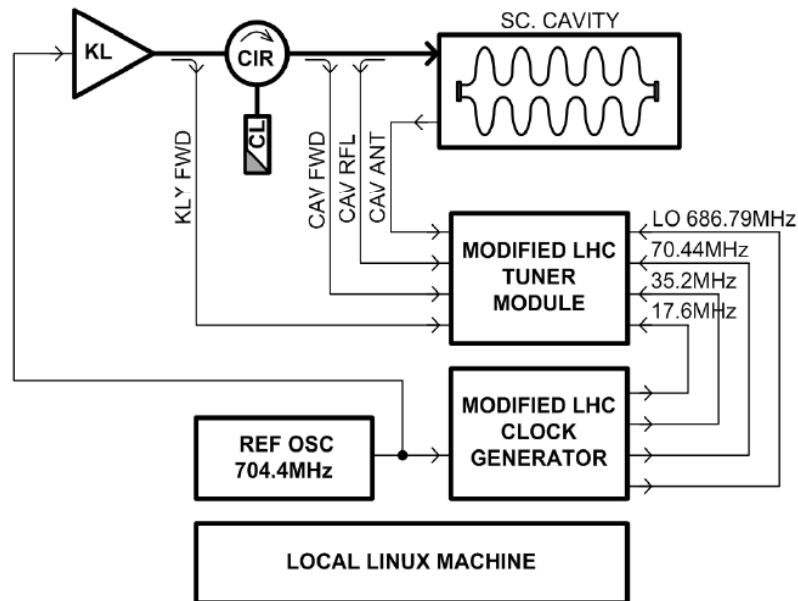 SC. CAVITY
KL
CIR
CL
KLY FWD
CAV FWD
CAV RFL
CAV ANT
LO 686.79MHz
70.44MHz
35.2MHz
17.6MHz
MODIFIED LHC
TUNER
MODULE
MODIFIED LHC
CLOCK
GENERATOR
REF OSC
704.4MHz
LOCAL LINUX MACHINE